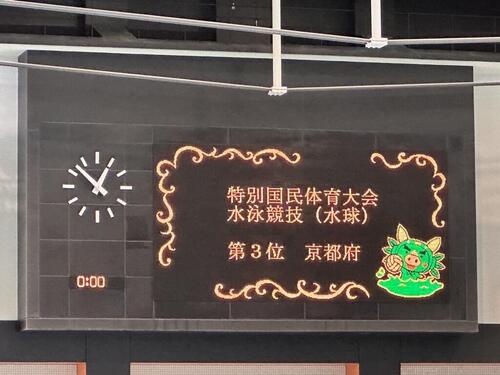 特別国民体育大会
水泳競技（水球）
第３位　京都府
0:00